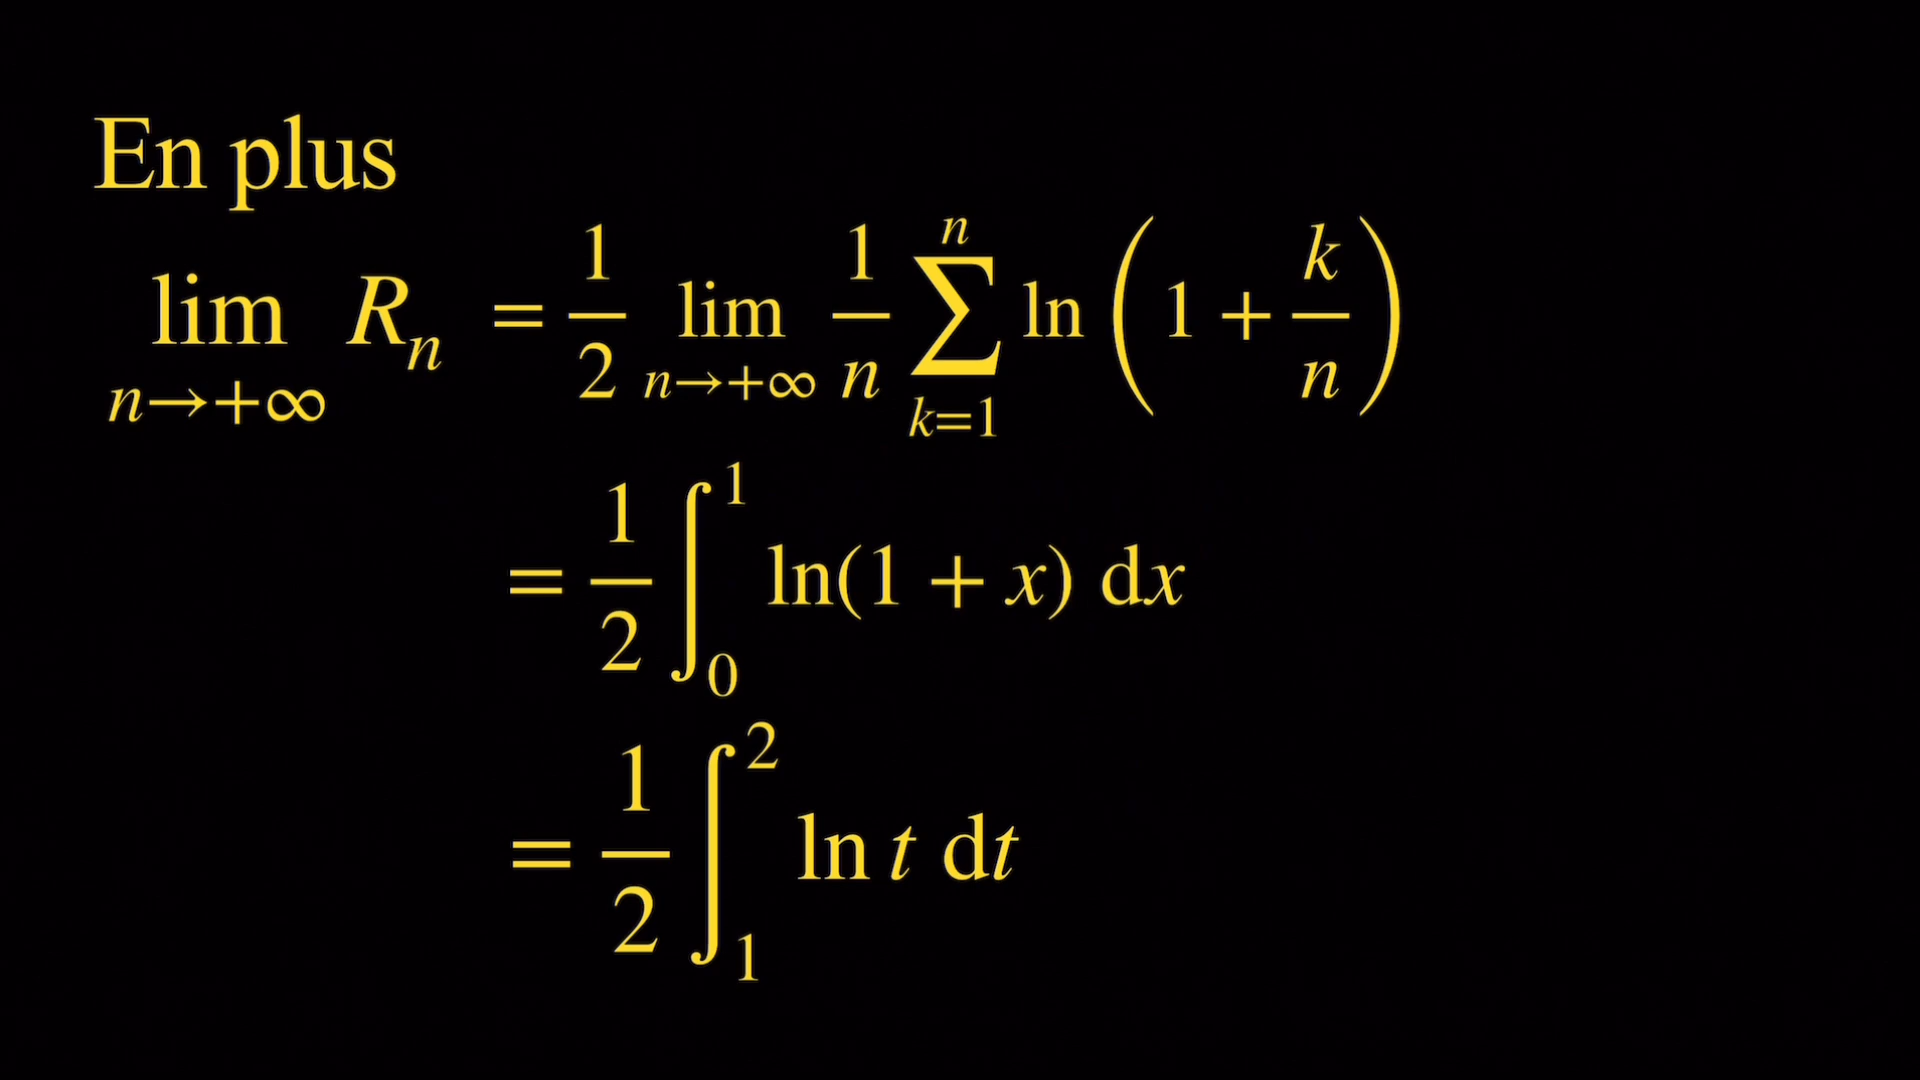 En plus
lim_{n→+∞} R_n = 1/2 lim_{n→+∞} 1/n ∑_{k=1}^{n} ln(1 + k/n)
= 1/2 ∫_0^1 ln(1 + x) dx
= 1/2 ∫_1^2 ln t dt